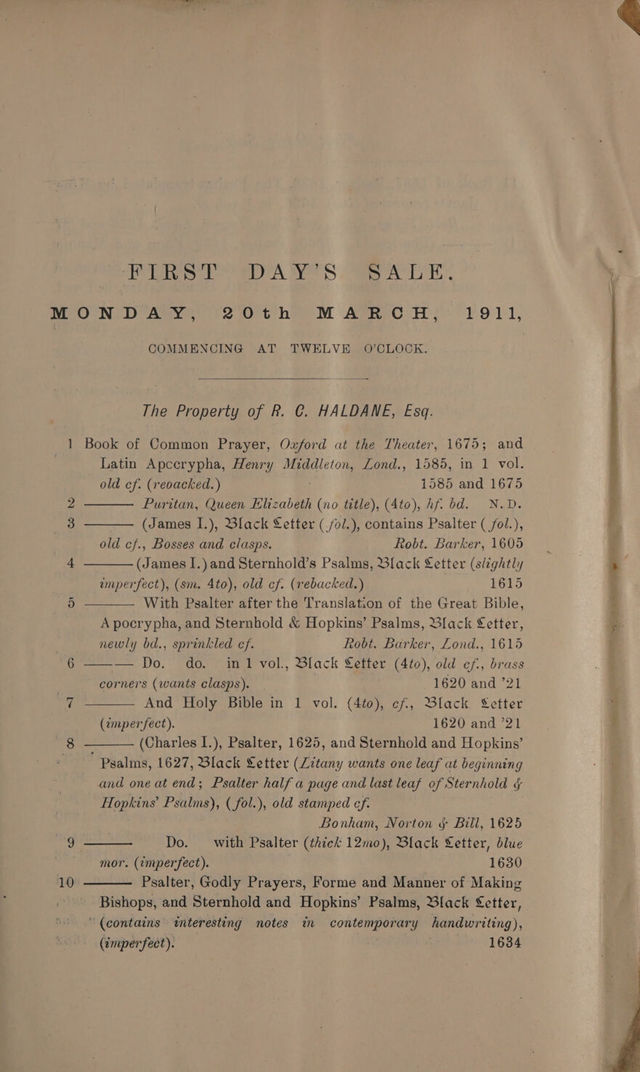 FIRST DAY'S SALE.
MONDAY, 20th MARCH, 1911,
COMMENCING AT TWELVE O'CLOCK.
The Property of R. C. HALDANE, Esq.
1 Book of Common Prayer, Oxford at the Theater, 1675; and
Latin Apccrypha, Henry Middleton, Lond., 1585, in 1 vol.
old cf. (reoacked.) 1585 and 1675
2 ——— Puritan, Queen Elizabeth (no title), (4to), hf. bd. N.D.
3 ——— (James I.), Black Letter (fol.), contains Psalter (fol.),
old cf., Bosses and clasps. Robt. Barker, 1605
4 ——— (James I.) and Sternhold's Psalms, Black Letter (slightly
imperfect), (sm. 4to), old cf. (rebacked.) 1615
5 ——— With Psalter after the Translation of the Great Bible,
Apocrypha, and Sternhold & Hopkins' Psalms, Black Letter,
newly bd., sprinkled cf. Robt. Barker, Lond., 1615
6 ——— Do. do. in 1 vol., Black Letter (4to), old cf., brass
corners (wants clasps). 1620 and '21
7 ——— And Holy Bible in 1 vol. (4to), cf., Black Letter
(imperfect). 1620 and '21
8 ——— (Charles I.), Psalter, 1625, and Sternhold and Hopkins'
Psalms, 1627, Black Letter (Litany wants one leaf at beginning
and one at end; Psalter half a page and last leaf of Sternhold &
Hopkins' Psalms), (fol.), old stamped cf.
Bonham, Norton & Bill, 1625
9 ——— Do. with Psalter (thick 12mo), Black Letter, blue
mor. (imperfect). 1630
10 ——— Psalter, Godly Prayers, Forme and Manner of Making
Bishops, and Sternhold and Hopkins' Psalms, Black Letter,
(contains interesting notes in contemporary handwriting),
(imperfect). 1634